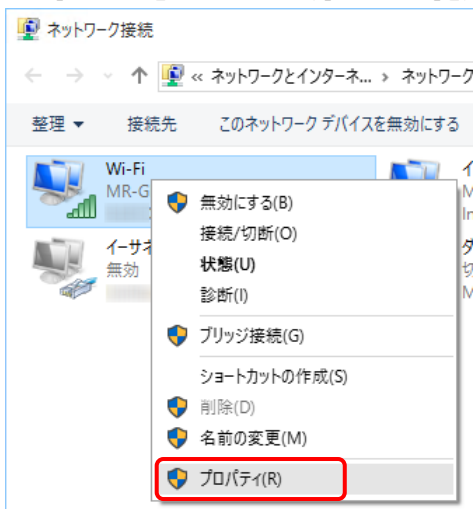 ネットワーク接続
« ネットワークとインターネ... › ネットワーク
整理 接続先 このネットワーク デバイスを無効にする
Wi-Fi
MR-G
イーサネ
無効
無効にする(B)
接続/切断(O)
状態(U)
診断(I)
ブリッジ接続(G)
ショートカットの作成(S)
削除(D)
名前の変更(M)
プロパティ(R)